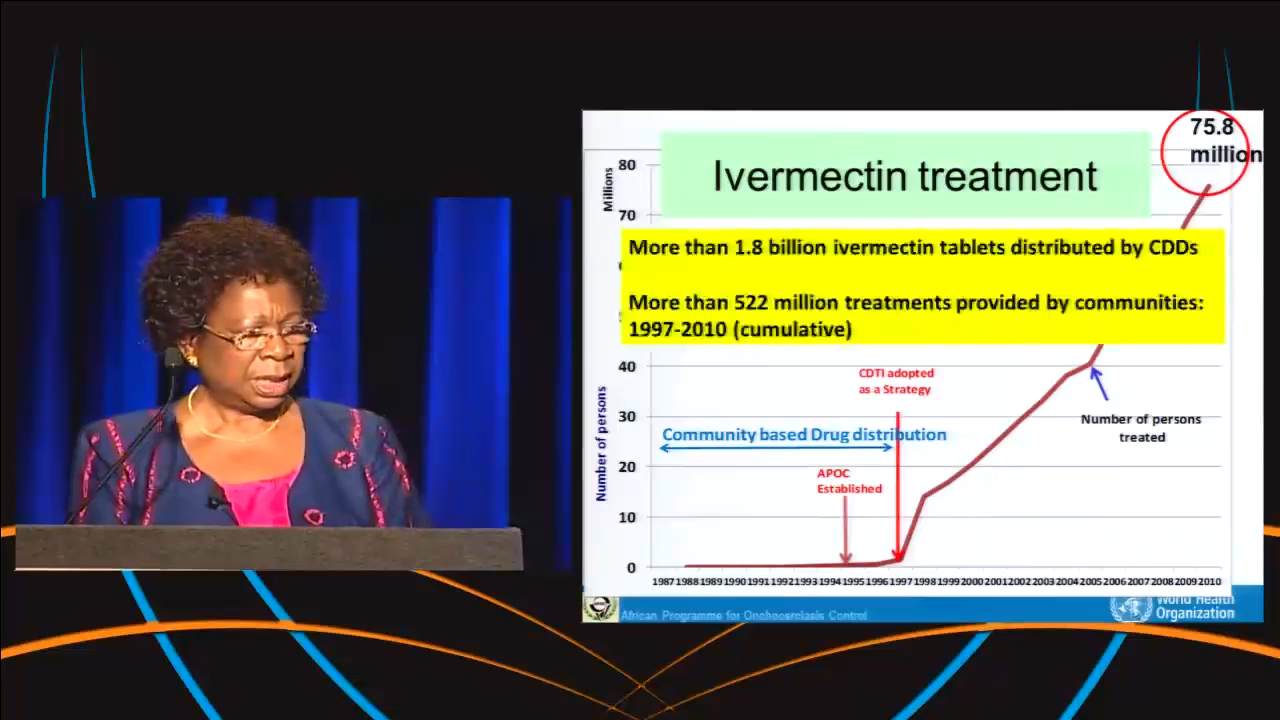 75.8
million
Ivermectin treatment
More than 1.8 billion ivermectin tablets distributed by CDDs
More than 522 million treatments provided by communities:
1997-2010 (cumulative)
Millions
80
70
40
30
20
10
0
Number of persons
CDTI adopted
as a Strategy
Number of persons
treated
Community based Drug distribution
APOC
Established
1987 1988 1989 1990 1991 1992 1993 1994 1995 1996 1997 1998 1999 2000 2001 2002 2003 2004 2005 2006 2007 2008 2009 2010
African Programme for Onchocerciasis Control
World Health
Organization